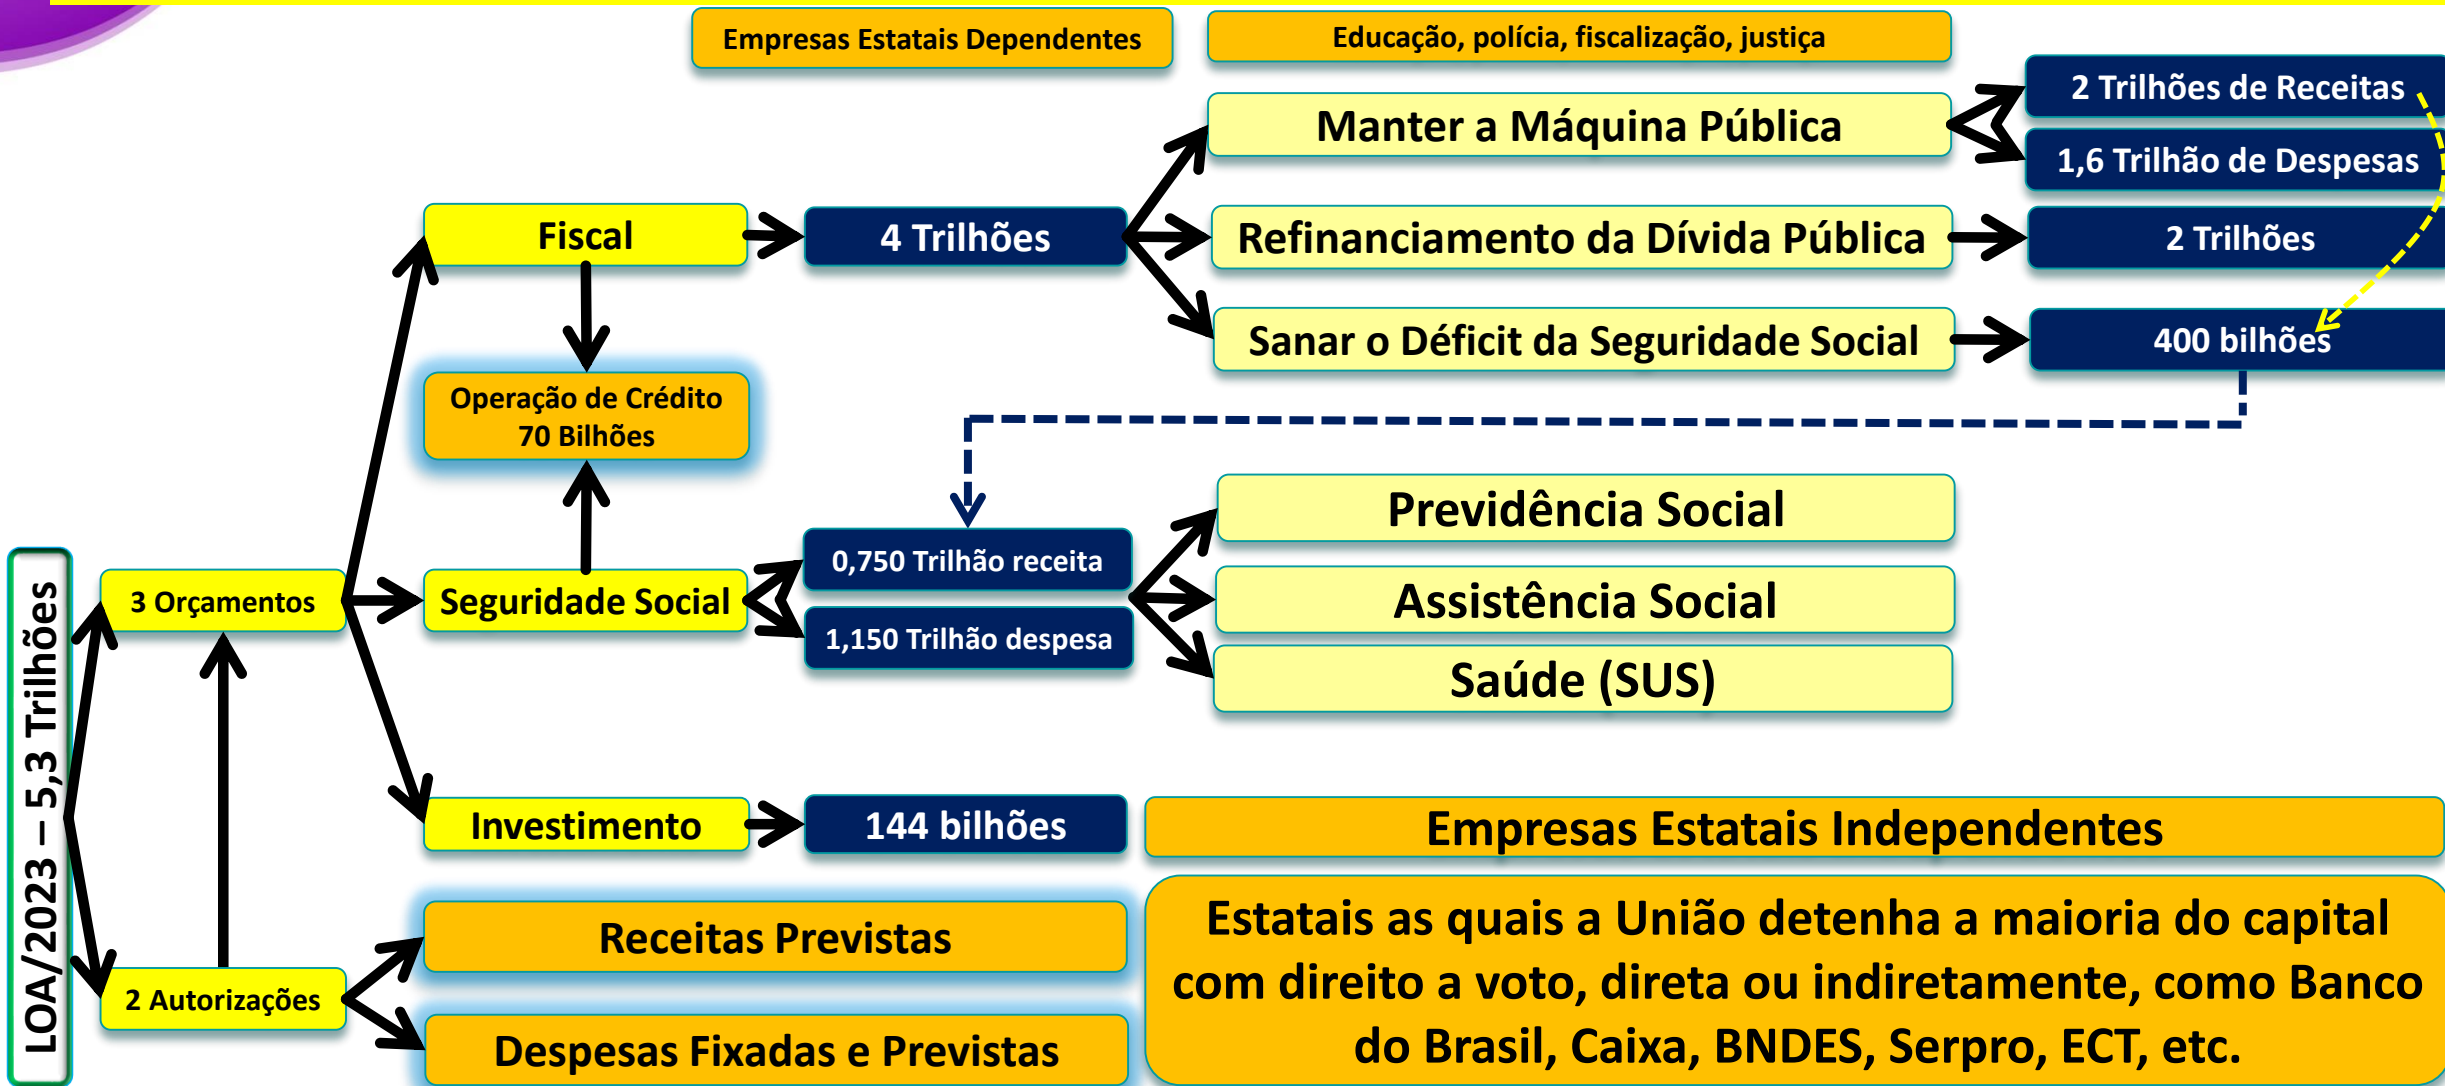 Empresas Estatais Dependentes
Educação, polícia, fiscalização, justiça
Manter a Máquina Pública
2 Trilhões de Receitas
1,6 Trilhão de Despesas
Fiscal
4 Trilhões
Refinanciamento da Dívida Pública
2 Trilhões
Sanar o Déficit da Seguridade Social
400 bilhões
Operação de Crédito
70 Bilhões
LOA/2023 – 5,3 Trilhões
3 Orçamentos
Seguridade Social
0,750 Trilhão receita
1,150 Trilhão despesa
Previdência Social
Assistência Social
Saúde (SUS)
Investimento
144 bilhões
Empresas Estatais Independentes
2 Autorizações
Receitas Previstas
Despesas Fixadas e Previstas
Estatais as quais a União detenha a maioria do capital
com direito a voto, direta ou indiretamente, como Banco
do Brasil, Caixa, BNDES, Serpro, ECT, etc.